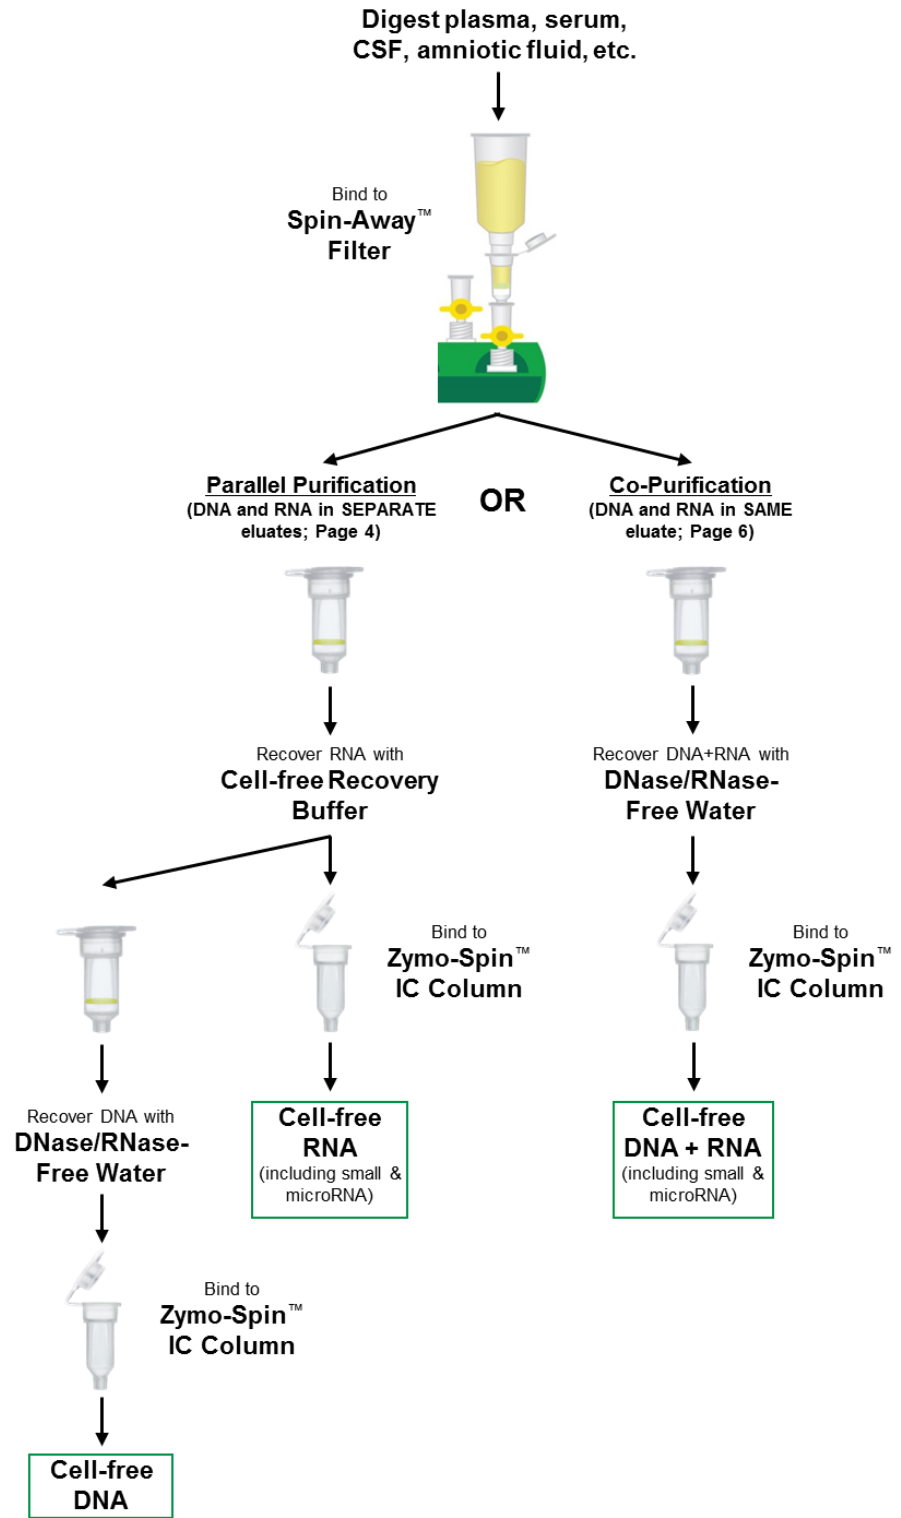 Digest plasma, serum,
CSF, amniotic fluid, etc.
Bind to
Spin-Away™
Filter
Parallel Purification
(DNA and RNA in SEPARATE
eluates; Page 4)
OR
Co-Purification
(DNA and RNA in SAME
eluate; Page 6)
Recover RNA with
Cell-free Recovery
Buffer
Recover DNA+RNA with
DNase/RNase-
Free Water
Bind to
Zymo-Spin™
IC Column
Bind to
Zymo-Spin™
IC Column
Recover DNA with
DNase/RNase-
Free Water
Cell-free
RNA
(including small &
microRNA)
Cell-free
DNA + RNA
(including small &
microRNA)
Bind to
Zymo-Spin™
IC Column
Cell-free
DNA